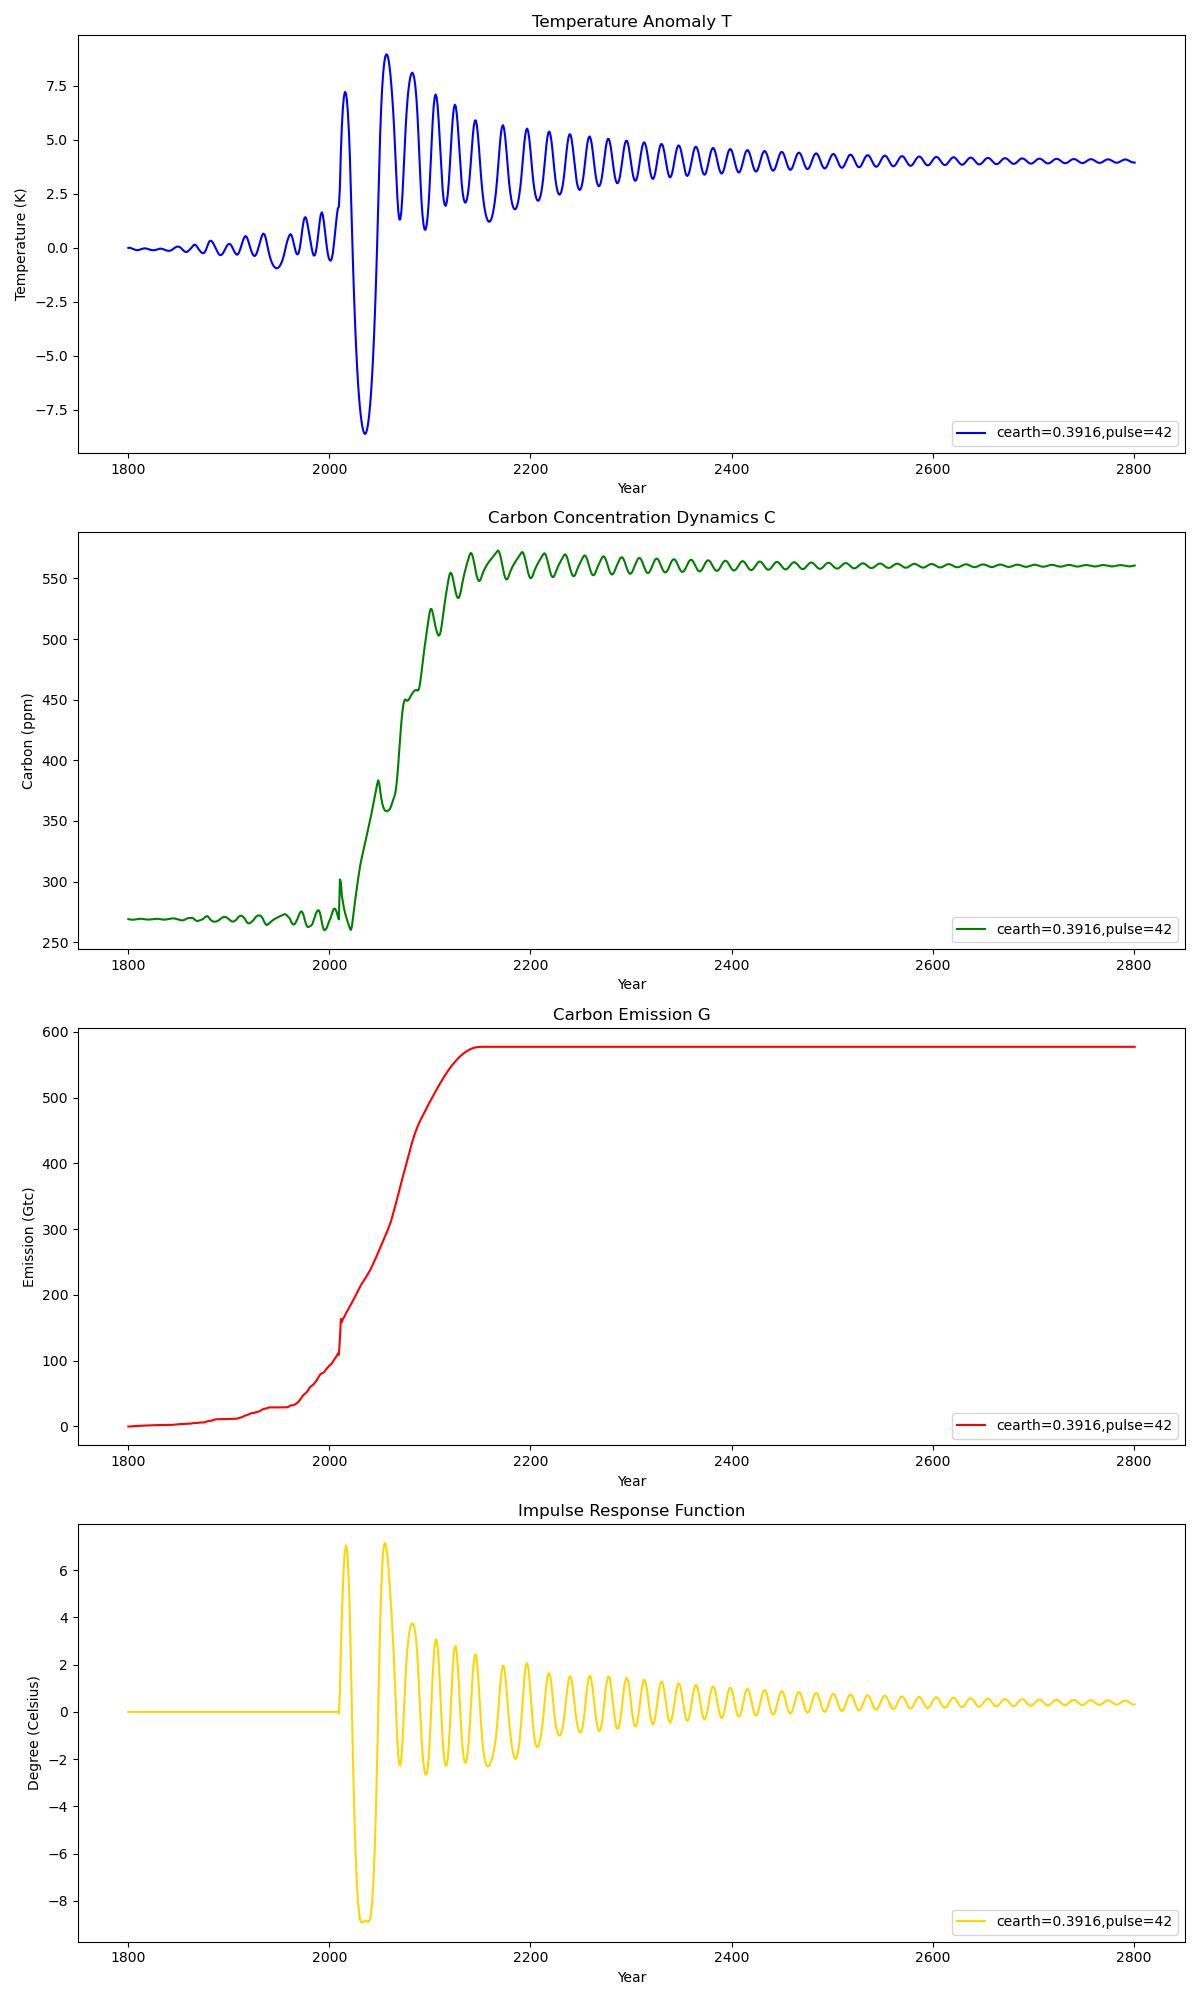 Temperature Anomaly T
7.5
5.0
2.5
0.0
−2.5
−5.0
−7.5
Temperature (K)
cearth=0.3916,pulse=42
1800 2000 2200 2400 2600 2800
Year
Carbon Concentration Dynamics C
550
500
450
400
350
300
250
Carbon (ppm)
cearth=0.3916,pulse=42
1800 2000 2200 2400 2600 2800
Year
Carbon Emission G
600
500
400
300
200
100
0
Emission (Gtc)
cearth=0.3916,pulse=42
1800 2000 2200 2400 2600 2800
Year
Impulse Response Function
6
4
2
0
−2
−4
−6
−8
Degree (Celsius)
cearth=0.3916,pulse=42
1800 2000 2200 2400 2600 2800
Year